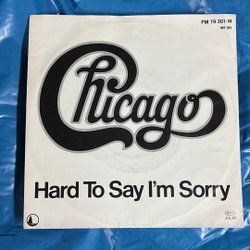 FM 79 301-N
Chicago
Hard To Say I'm Sorry